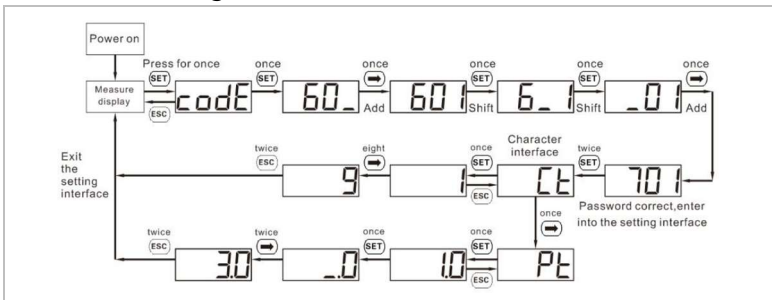 Power on
Press for once
once
once
once
once
once
SET
SET
➡
SET
SET
➡
Measure
display
ESC
codE
60_
Add
601
Shift
6_1
Shift
_01
Add
Exit
the
setting
interface
twice
ESC
eight
➡
once
SET
Character
interface
twice
SET
9
1
ESC
Ct
701
Password correct,enter
into the setting interface
once
➡
twice
ESC
twice
➡
once
SET
once
SET
3.0
_.0
1.0
ESC
Pt